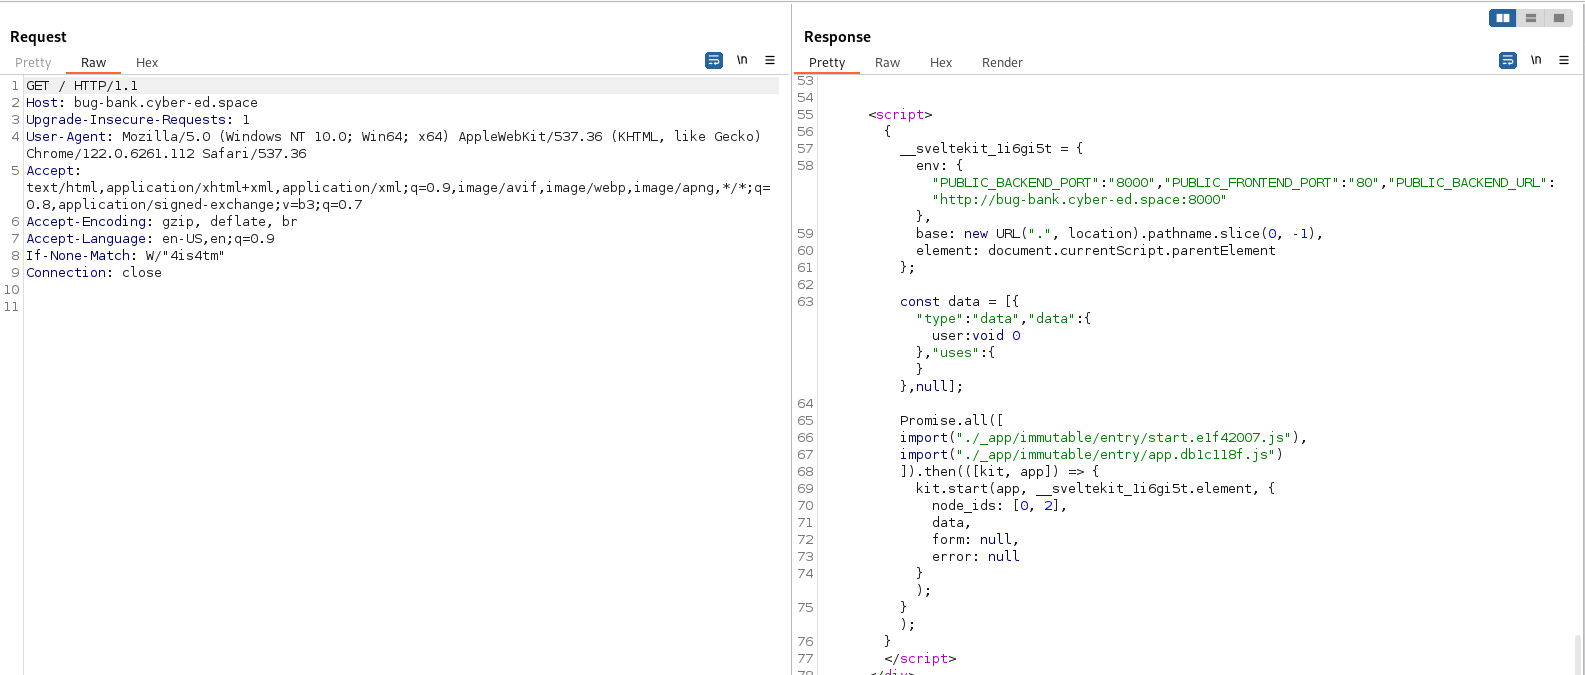 Request
Pretty Raw Hex
\n
1 GET / HTTP/1.1
2 Host: bug-bank.cyber-ed.space
3 Upgrade-Insecure-Requests: 1
4 User-Agent: Mozilla/5.0 (Windows NT 10.0; Win64; x64) AppleWebKit/537.36 (KHTML, like Gecko)
Chrome/122.0.6261.112 Safari/537.36
5 Accept:
text/html,application/xhtml+xml,application/xml;q=0.9,image/avif,image/webp,image/apng,*/*;q=
0.8,application/signed-exchange;v=b3;q=0.7
6 Accept-Encoding: gzip, deflate, br
7 Accept-Language: en-US,en;q=0.9
8 If-None-Match: W/"4is4tm"
9 Connection: close
10
11
Response
Pretty Raw Hex Render
\n
53
54
55 <script>
56 {
57 __sveltekit_1i6gi5t = {
58 env: {
"PUBLIC_BACKEND_PORT":"8000","PUBLIC_FRONTEND_PORT":"80","PUBLIC_BACKEND_URL":
"http://bug-bank.cyber-ed.space:8000"
},
59 base: new URL(".", location).pathname.slice(0, -1),
60 element: document.currentScript.parentElement
61 };
62
63 const data = [{
"type":"data","data":{
user:void 0
},"uses":{
}
},null];
64
65 Promise.all([
66 import("./_app/immutable/entry/start.e1f42007.js"),
67 import("./_app/immutable/entry/app.db1c118f.js")
68 ]).then(([kit, app]) => {
69 kit.start(app, __sveltekit_1i6gi5t.element, {
70 node_ids: [0, 2],
71 data,
72 form: null,
73 error: null
74 }
);
75 }
);
76 }
77 </script>
78 </div>